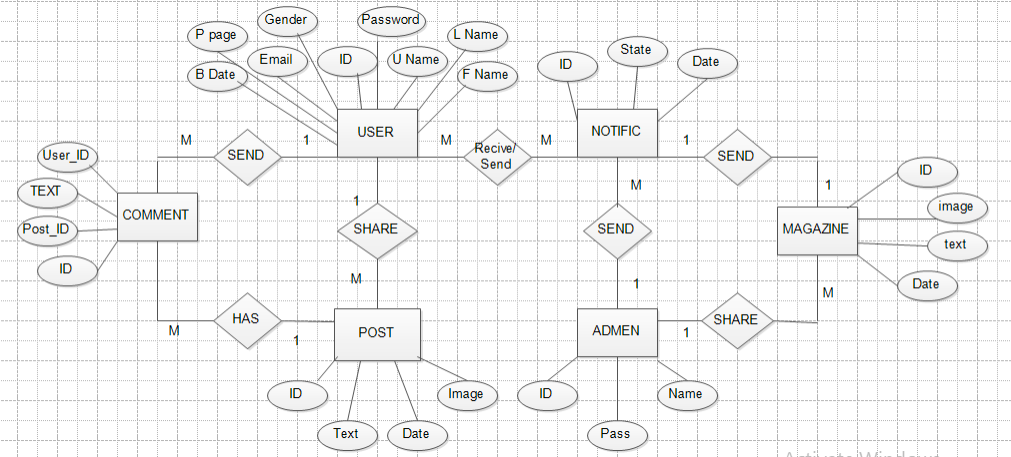 Gender
Password
P page
L Name
Email
ID
U Name
B Date
F Name
ID
State
Date
USER
NOTIFIC
M
SEND
1
M
Recive/
Send
M
1
SEND
User_ID
TEXT
Post_ID
ID
COMMENT
1
SHARE
M
M
SEND
1
1
MAGAZINE
ID
image
text
Date
M
HAS
1
POST
ADMEN
1
SHARE
M
ID
Image
Text
Date
ID
Name
Pass
Activate Windows